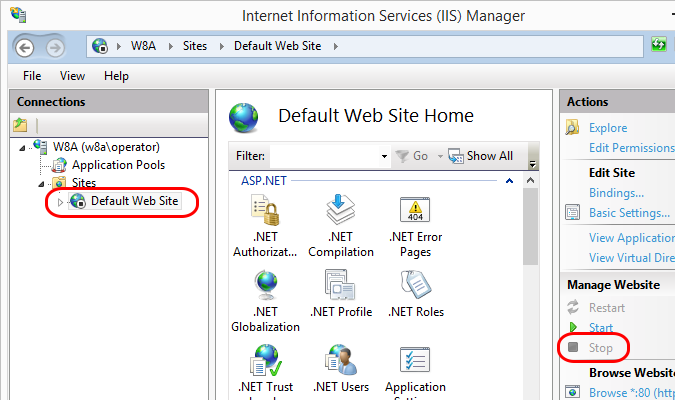 Internet Information Services (IIS) Manager
W8A Sites Default Web Site
File View Help
Connections
W8A (w8a\operator)
Application Pools
Sites
Default Web Site
Default Web Site Home
Filter: Go Show All
ASP.NET
.NET Authorizat...
.NET Compilation
404
.NET Error Pages
.NET Globalization
.NET Profile
.NET Roles
.NET Trust
.NET Users
Application
Actions
Explore
Edit Permissions
Edit Site
Bindings...
Basic Settings...
View Application
View Virtual Dire
Manage Website
Restart
Start
Stop
Browse Website
Browse *:80 (http